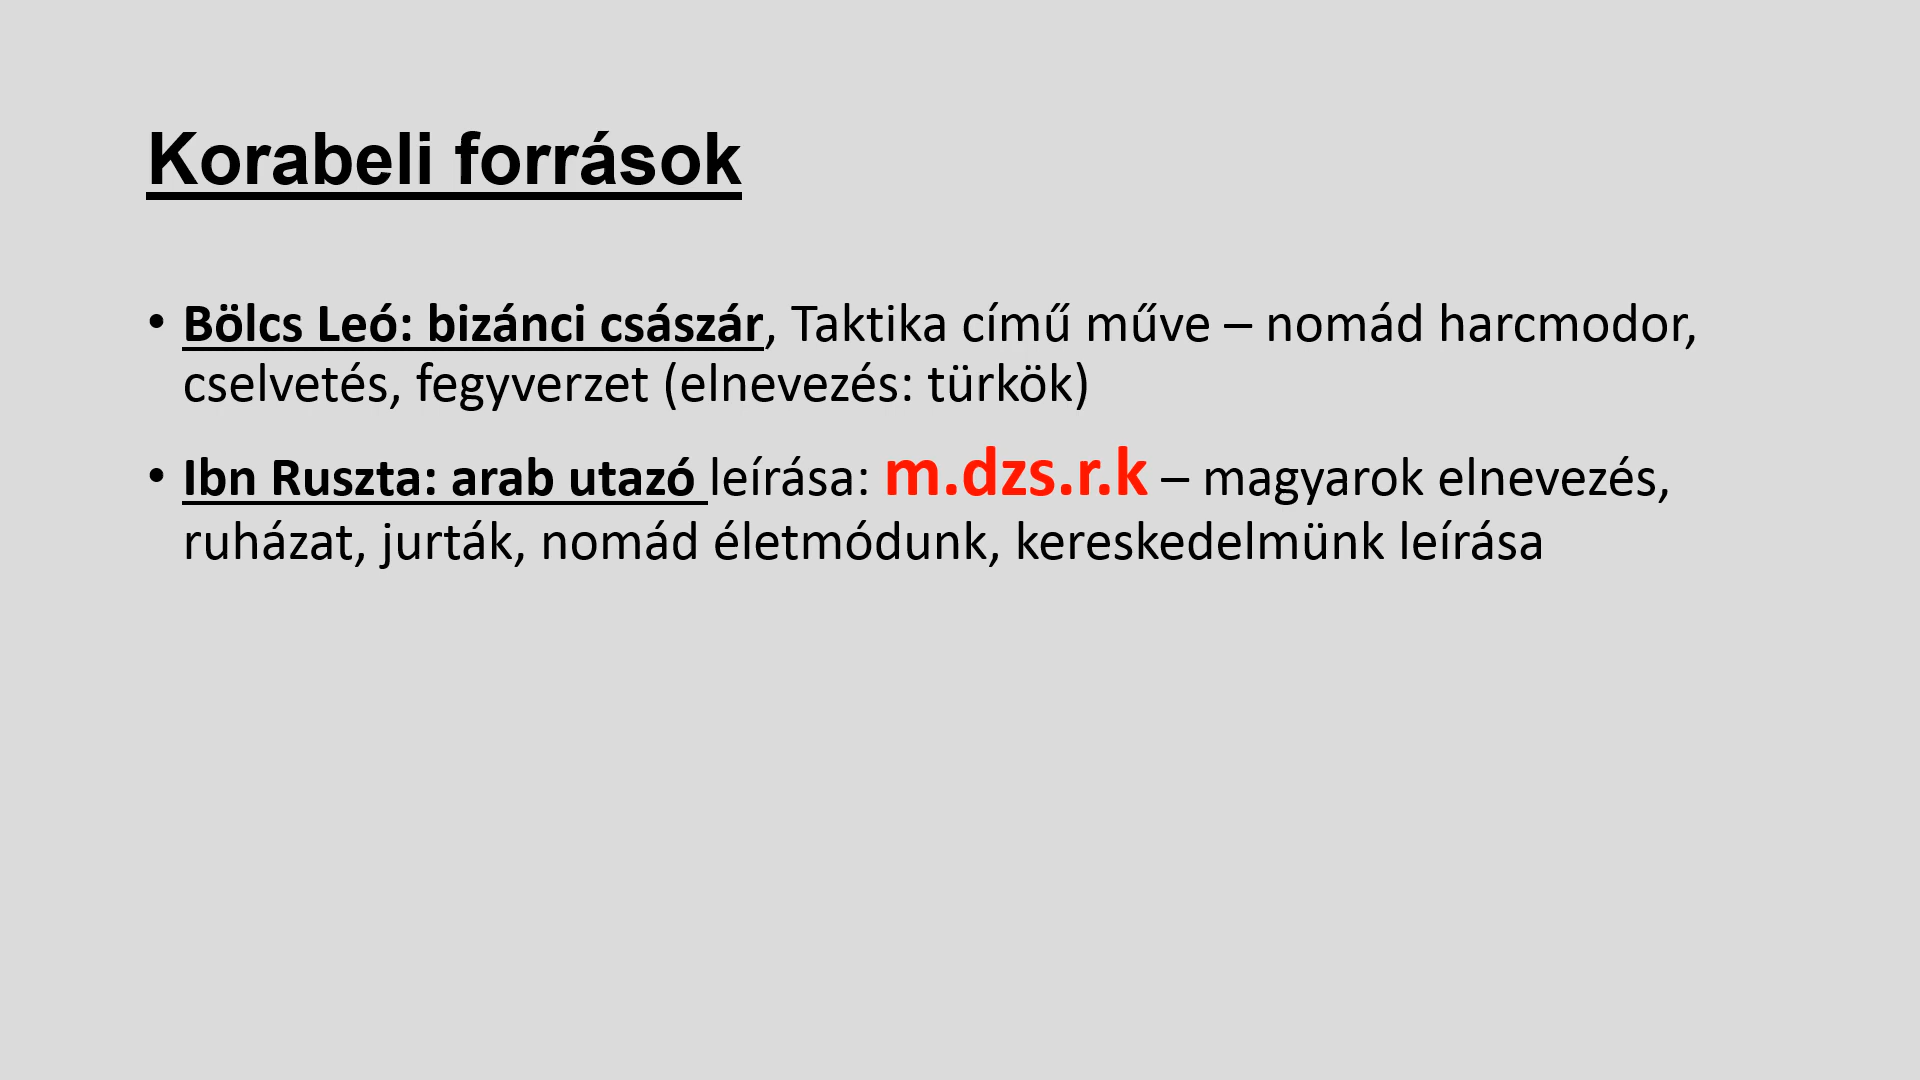 Korabeli források
• Bölcs Leó: bizánci császár, Taktika című műve – nomád harcmodor,
cselvetés, fegyverzet (elnevezés: türkök)
• Ibn Ruszta: arab utazó leírása: m.dzs.r.k – magyarok elnevezés,
ruházat, jurták, nomád életmódunk, kereskedelmünk leírása